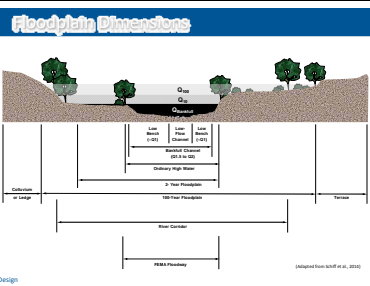 Floodplain Dimensions
Q100
Q10
QBankfull
Low
Bench
(~Q1)
Low-
Flow
Channel
Low
Bench
(~Q1)
Bankfull Channel
(Q1.5 to Q2)
Ordinary High Water
2- Year Floodplain
Colluvium
or Ledge
100-Year Floodplain
Terrace
River Corridor
FEMA Floodway
(Adapted from Schiff et al., 2014)
Design